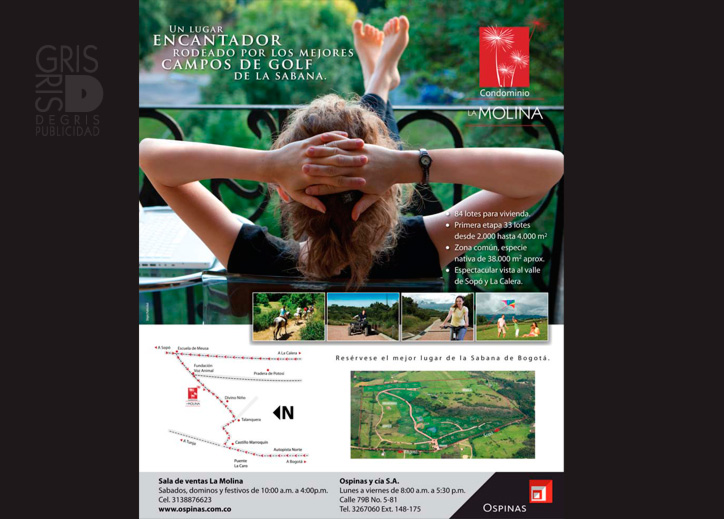 GRIS
GRIS
D
DEGRIS
PUBLICIDAD
UN LUGAR
ENCANTADOR
RODEADO POR LOS MEJORES
CAMPOS DE GOLF
DE LA SABANA.
Condominio
LA MOLINA
84 lotes para vivienda.
Primera etapa 33 lotes
desde 2.000 hasta 4.000 m²
Zona común, especie
nativa de 38.000 m² aprox.
Espectacular vista al valle
de Sopó y La Calera.
A Sopó
Escuela de Meusa
A La Calera
Fundación
Voz Animal
Pradera de Potosí
Divino Niño
N
Talanquera
A Tunja
Castillo Marroquín
Autopista Norte
Puente
La Caro
A Bogotá
Resérvese el mejor lugar de la Sabana de Bogotá.
Sala de ventas La Molina
Sabados, dominos y festivos de 10:00 a.m. a 4:00p.m.
Cel. 3138876623
www.ospinas.com.co
Ospinas y cía S.A.
Lunes a viernes de 8:00 a.m. a 5:30 p.m.
Calle 79B No. 5-81
Tel. 3267060 Ext. 148-175
OSPINAS